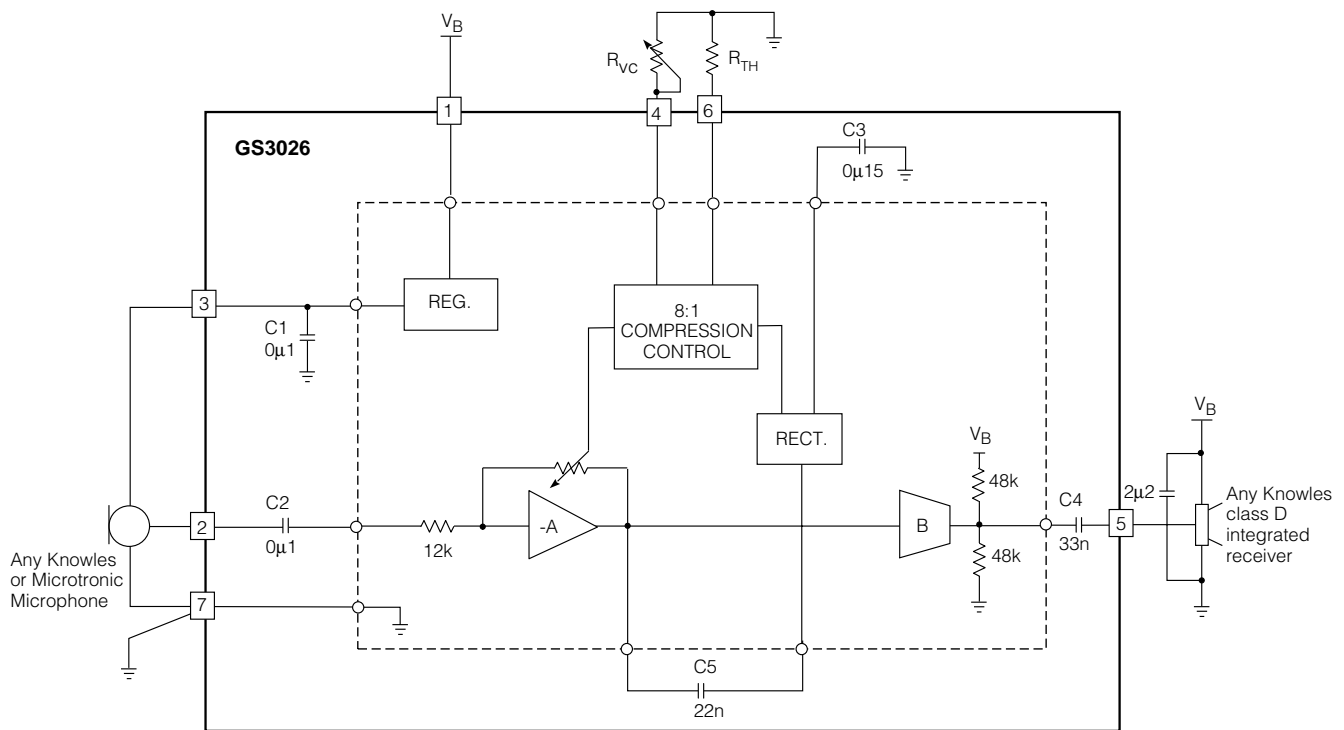 V_B
R_VC
R_TH
1
4
6
GS3026
C3
0µ15
3
REG.
C1
0µ1
8:1
COMPRESSION
CONTROL
RECT.
V_B
V_B
48k
2µ2
Any Knowles
class D
integrated
receiver
C2
0µ1
2
12k
-A
B
C4
33n
5
48k
Any Knowles
or Microtronic
Microphone
7
C5
22n